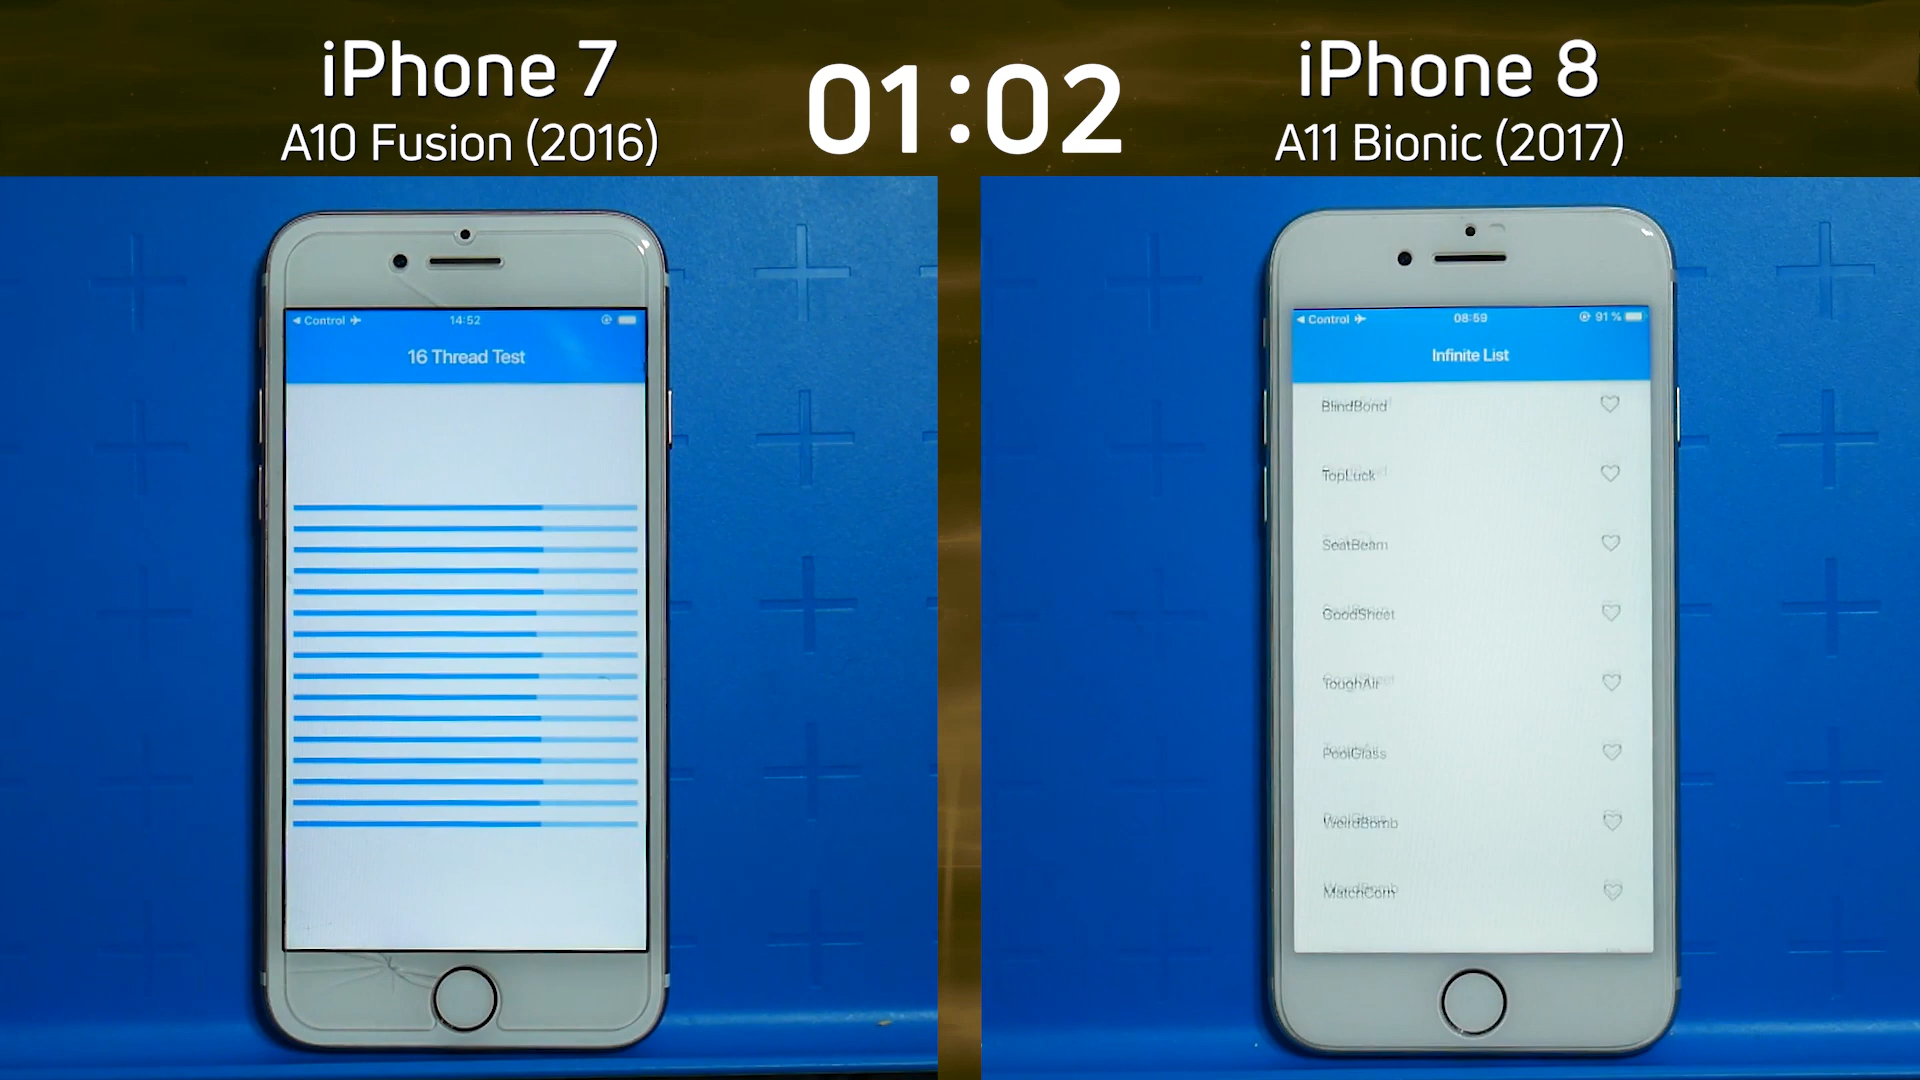 iPhone 7
A10 Fusion (2016)
01:02
iPhone 8
A11 Bionic (2017)
Control
14:52
16 Thread Test
Control
08:59
91 %
Infinite List
BlindBond
TopLuck
SeatBeam
GoodSheet
ToughAir
PoolGlass
WeirdBomb
MatchCorn